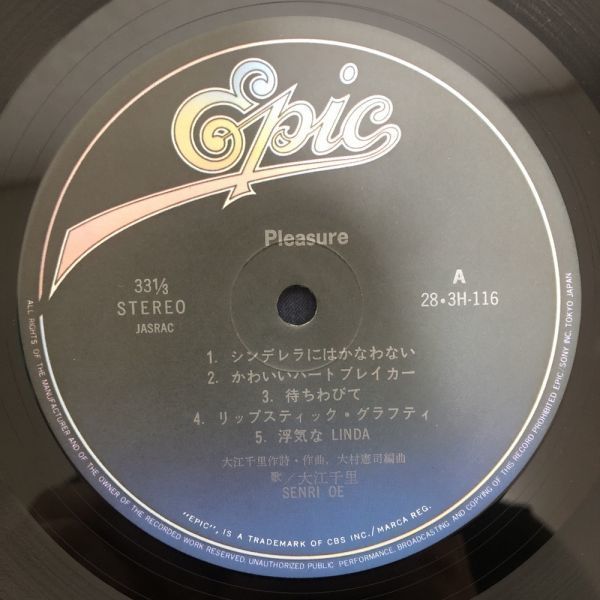 Epic
Pleasure
33⅓
STEREO
JASRAC
A
28・3H-116
1. シンデレラにはかなわない
2. かわいいハートブレイカー
3. 待ちわびて
4. リップスティック・グラフティ
5. 浮気な LINDA
大江千里作詩・作曲, 大村憲司編曲
歌／大江千里
SENRI OE
"EPIC", IS A TRADEMARK OF CBS INC./MARCA REG.
ALL RIGHTS OF THE MANUFACTURER AND OF THE OWNER OF THE RECORDED WORK RESERVED. UNAUTHORIZED PUBLIC PERFORMANCE, BROADCASTING AND COPYING OF THIS RECORD PROHIBITED EPIC/SONY INC. TOKYO JAPAN